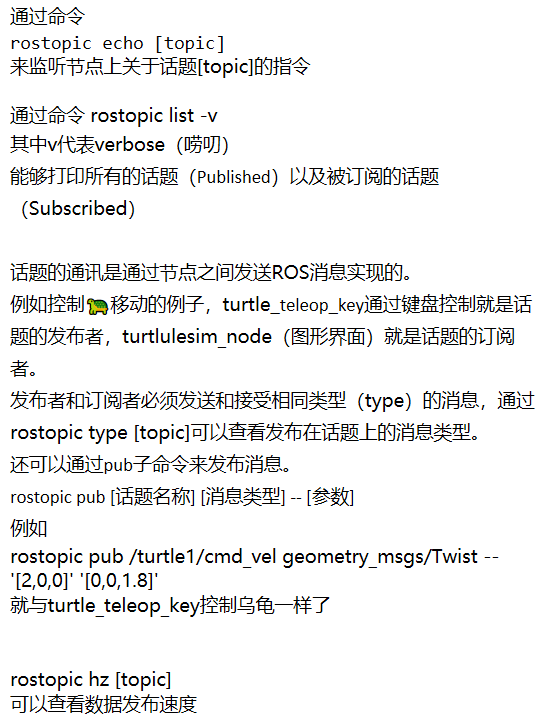 通过命令
rostopic echo [topic]
来监听节点上关于话题[topic]的指令
通过命令 rostopic list -v
其中v代表verbose（唠叨）
能够打印所有的话题（Published）以及被订阅的话题
（Subscribed）
话题的通讯是通过节点之间发送ROS消息实现的。
例如控制🐢移动的例子，turtle_teleop_key通过键盘控制就是话
题的发布者，turtlulesim_node（图形界面）就是话题的订阅
者。
发布者和订阅者必须发送和接受相同类型（type）的消息，通过
rostopic type [topic]可以查看发布在话题上的消息类型。
还可以通过pub子命令来发布消息。
rostopic pub [话题名称] [消息类型] -- [参数]
例如
rostopic pub /turtle1/cmd_vel geometry_msgs/Twist --
'[2,0,0]' '[0,0,1.8]'
就与turtle_teleop_key控制乌龟一样了
rostopic hz [topic]
可以查看数据发布速度